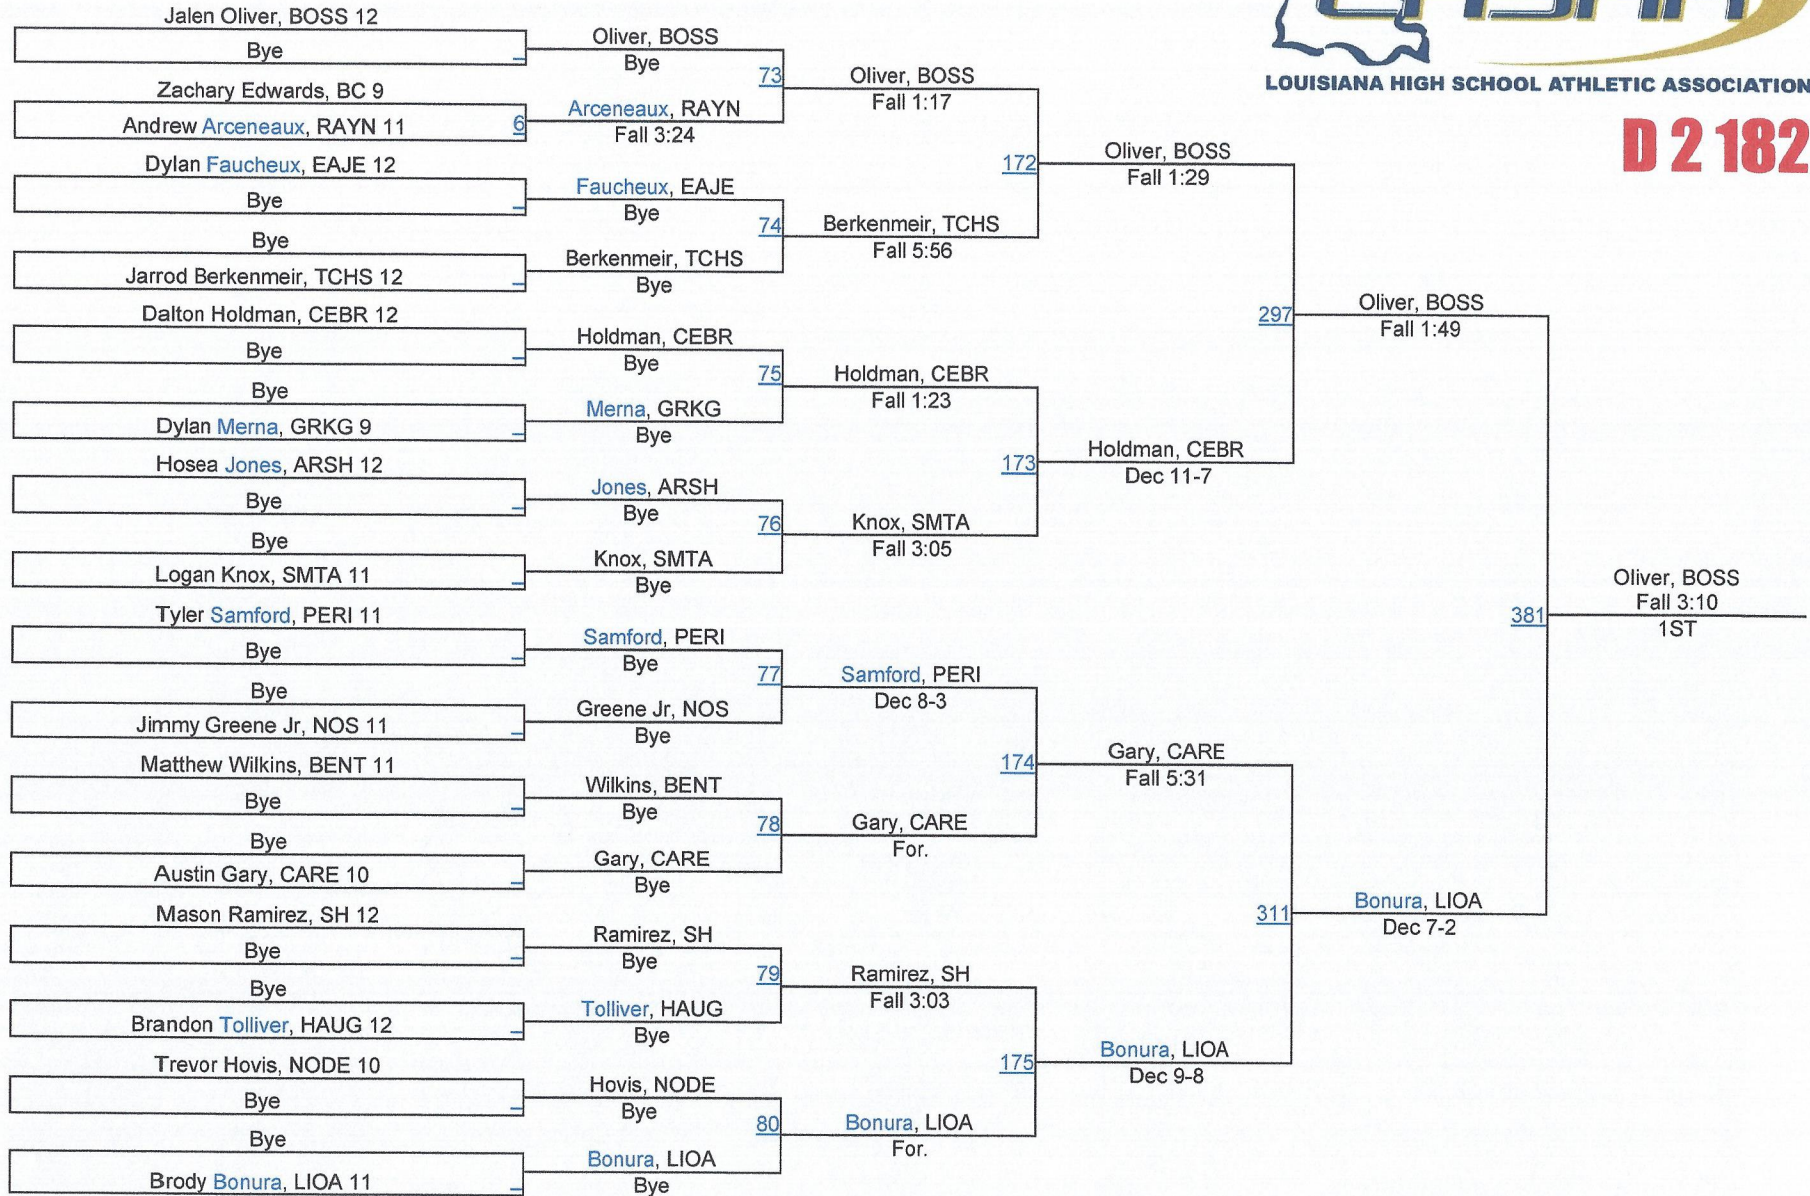 LHSAA
LOUISIANA HIGH SCHOOL ATHLETIC ASSOCIATION
D 2 182
Jalen Oliver, BOSS 12
Bye
Zachary Edwards, BC 9
Andrew Arceneaux, RAYN 11
6
Dylan Faucheux, EAJE 12
Bye
Bye
Jarrod Berkenmeir, TCHS 12
Dalton Holdman, CEBR 12
Bye
Bye
Dylan Merna, GRKG 9
Hosea Jones, ARSH 12
Bye
Bye
Logan Knox, SMTA 11
Tyler Samford, PERI 11
Bye
Bye
Jimmy Greene Jr, NOS 11
Matthew Wilkins, BENT 11
Bye
Bye
Austin Gary, CARE 10
Mason Ramirez, SH 12
Bye
Bye
Brandon Tolliver, HAUG 12
Trevor Hovis, NODE 10
Bye
Bye
Brody Bonura, LIOA 11
Oliver, BOSS
Bye
73
Arceneaux, RAYN
Fall 3:24
Faucheux, EAJE
Bye
74
Berkenmeir, TCHS
Bye
Holdman, CEBR
Bye
75
Merna, GRKG
Bye
Jones, ARSH
Bye
76
Knox, SMTA
Bye
Samford, PERI
Bye
77
Greene Jr, NOS
Bye
Wilkins, BENT
Bye
78
Gary, CARE
Bye
Ramirez, SH
Bye
79
Tolliver, HAUG
Bye
Hovis, NODE
Bye
80
Bonura, LIOA
Bye
Oliver, BOSS
Fall 1:17
172
Berkenmeir, TCHS
Fall 5:56
Holdman, CEBR
Fall 1:23
173
Knox, SMTA
Fall 3:05
Samford, PERI
Dec 8-3
174
Gary, CARE
For.
Ramirez, SH
Fall 3:03
175
Bonura, LIOA
For.
Oliver, BOSS
Fall 1:29
297
Holdman, CEBR
Dec 11-7
Gary, CARE
Fall 5:31
311
Bonura, LIOA
Dec 9-8
Oliver, BOSS
Fall 1:49
381
Bonura, LIOA
Dec 7-2
Oliver, BOSS
Fall 3:10
1ST